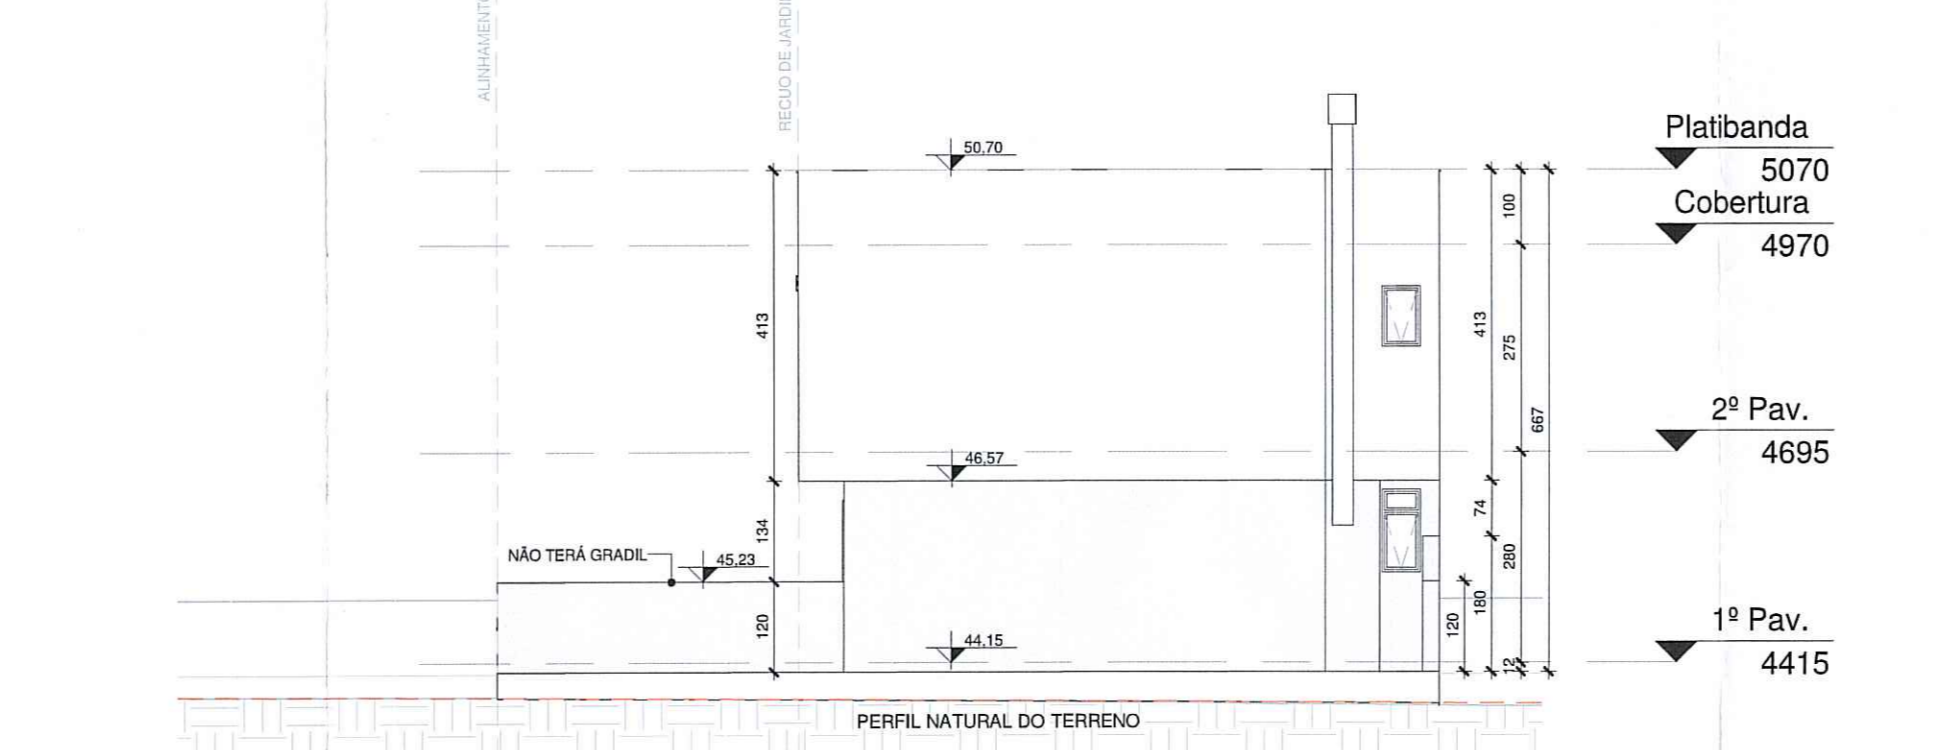 ALINHAMENTO
RECUO DE JARDI
50,70
Platibanda
5070
Cobertura
4970
100
413
413
275
667
2º Pav.
4695
46,57
134
74
280
NÃO TERÁ GRADIL
45,23
120
180
120
44,15
12
1º Pav.
4415
PERFIL NATURAL DO TERRENO